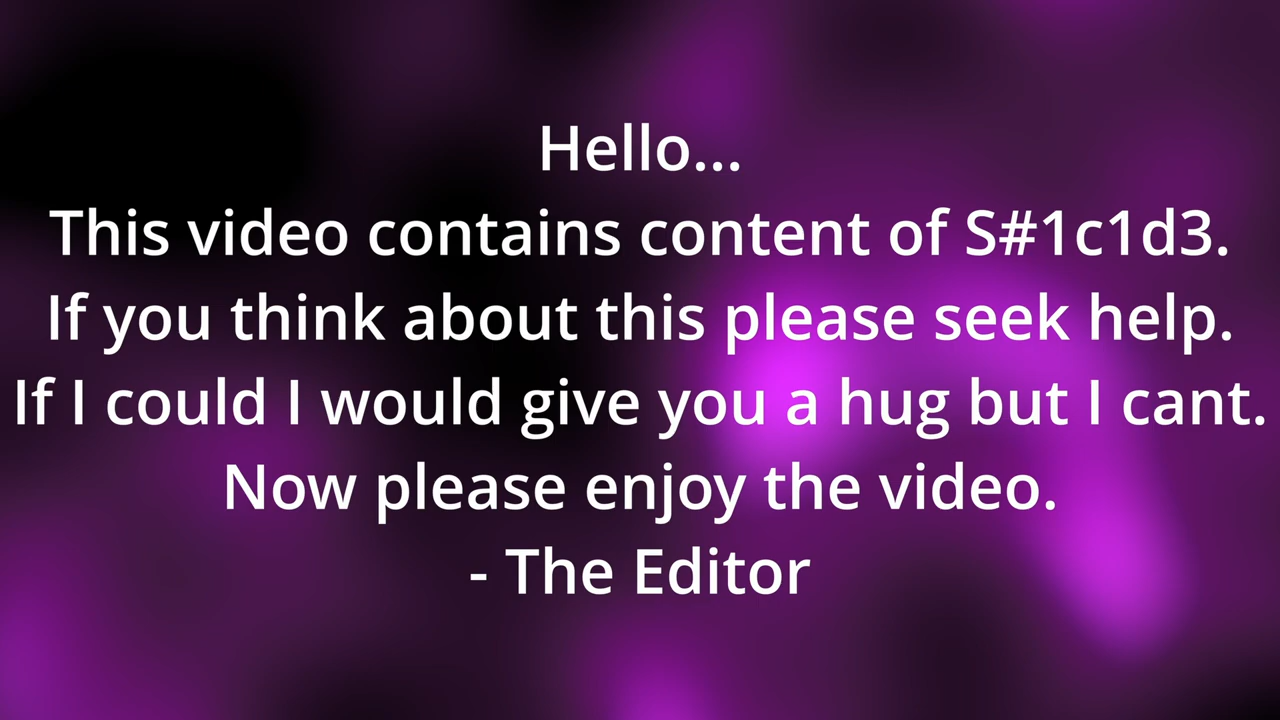 Hello...
This video contains content of S#1c1d3.
If you think about this please seek help.
If I could I would give you a hug but I cant.
Now please enjoy the video.
- The Editor